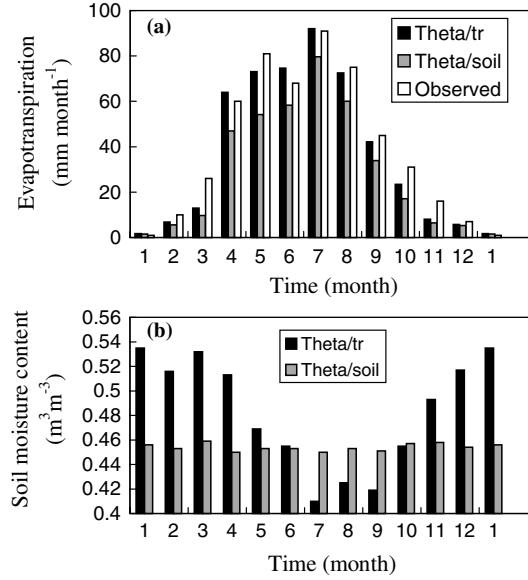 (a)
Theta/tr
Theta/soil
Observed
Evapotranspiration
(mm month⁻¹)
100
80
60
40
20
0
1 2 3 4 5 6 7 8 9 10 11 12 1
Time (month)
(b)
Theta/tr
Theta/soil
Soil moisture content
(m³m⁻³)
0.56
0.54
0.52
0.5
0.48
0.46
0.44
0.42
0.4
1 2 3 4 5 6 7 8 9 10 11 12 1
Time (month)